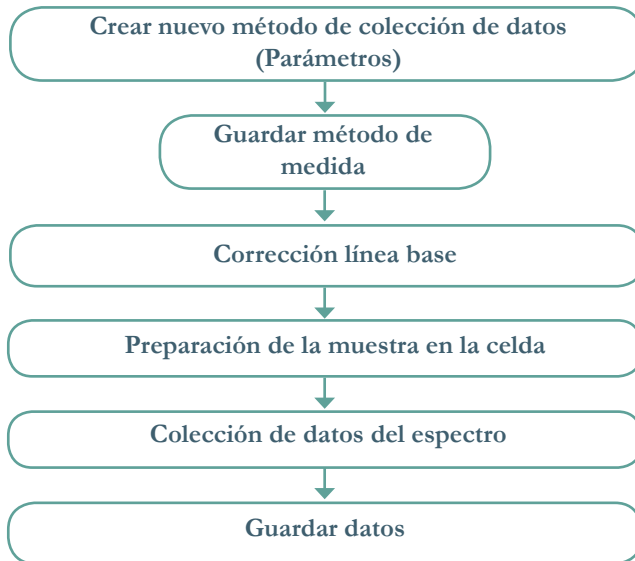 Crear nuevo método de colección de datos
(Parámetros)
Guardar método de
medida
Corrección línea base
Preparación de la muestra en la celda
Colección de datos del espectro
Guardar datos